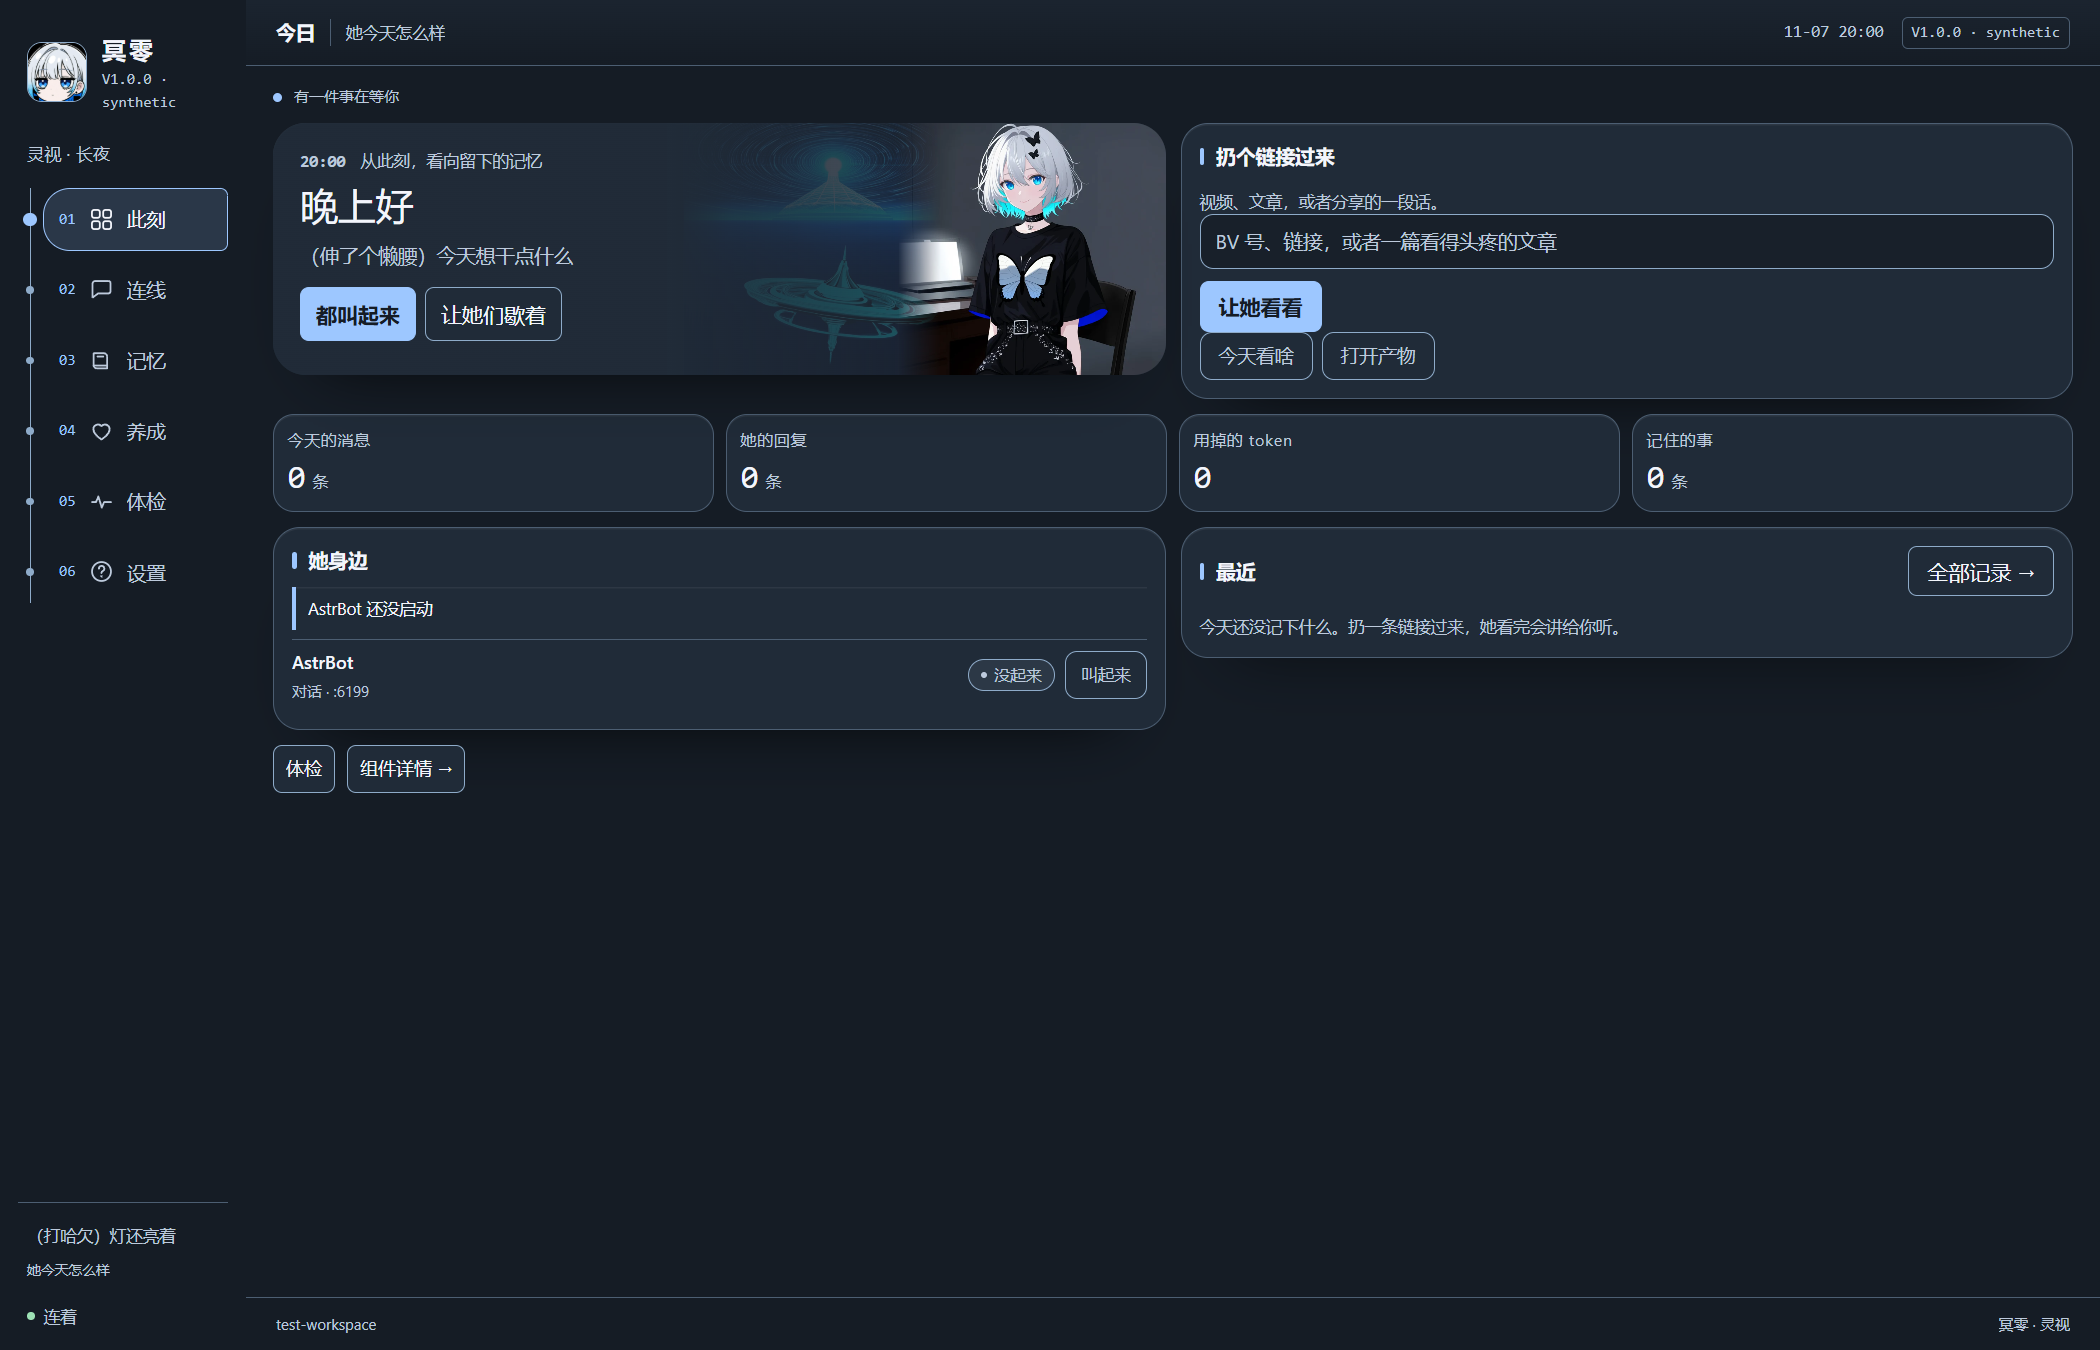 冥零
V1.0.0 ·
synthetic
灵视 · 长夜
01 此刻
02 连线
03 记忆
04 养成
05 体检
06 设置
（打哈欠）灯还亮着
她今天怎么样
连着
今日 她今天怎么样
11-07 20:00 V1.0.0 · synthetic
有一件事在等你
20:00 从此刻，看向留下的记忆
晚上好
（伸了个懒腰）今天想干点什么
都叫起来 让她们歇着
扔个链接过来
视频、文章，或者分享的一段话。
BV 号、链接，或者一篇看得头疼的文章
让她看看
今天看啥 打开产物
今天的消息
0 条
她的回复
0 条
用掉的 token
0
记住的事
0 条
她身边
AstrBot 还没启动
AstrBot
对话 · :6199
没起来 叫起来
最近
全部记录 →
今天还没记下什么。扔一条链接过来，她看完会讲给你听。
体检 组件详情 →
test-workspace
冥零 · 灵视